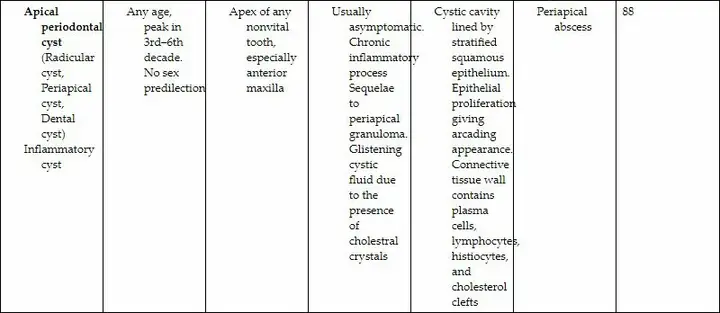 Apical
periodontal
cyst
(Radicular
cyst,
Periapical
cyst,
Dental
cyst)
Inflammatory
cyst
Any age,
peak in
3rd–6th
decade.
No sex
predilection
Apex of any
nonvital
tooth,
especially
anterior
maxilla
Usually
asymptomatic.
Chronic
inflammatory
process
Sequelae
to
periapical
granuloma.
Glistening
cystic
fluid due
to the
presence
of
cholestral
crystals
Cystic cavity
lined by
stratified
squamous
epithelium.
Epithelial
proliferation
giving
arcading
appearance.
Connective
tissue wall
contains
plasma
cells,
lymphocytes,
histiocytes,
and
cholesterol
clefts
Periapical
abscess
88